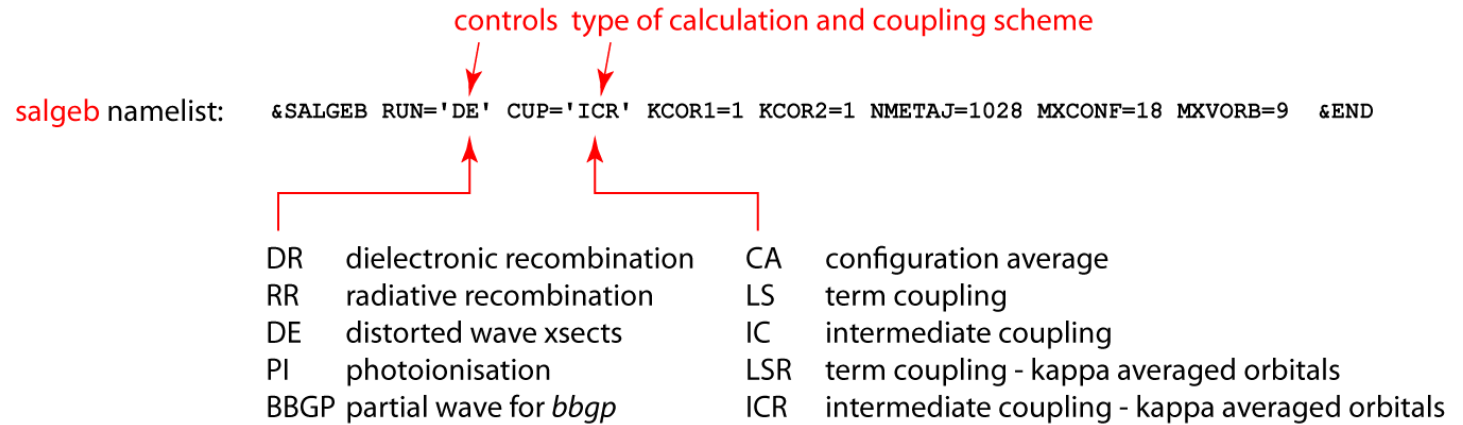 controls type of calculation and coupling scheme
salgeb namelist: &SALGEB RUN='DE' CUP='ICR' KCOR1=1 KCOR2=1 NMETAJ=1028 MXCONF=18 MXVORB=9 &END
DR dielectronic recombination CA configuration average
RR radiative recombination LS term coupling
DE distorted wave xsects IC intermediate coupling
PI photoionisation LSR term coupling - kappa averaged orbitals
BBGP partial wave for bbgp ICR intermediate coupling - kappa averaged orbitals